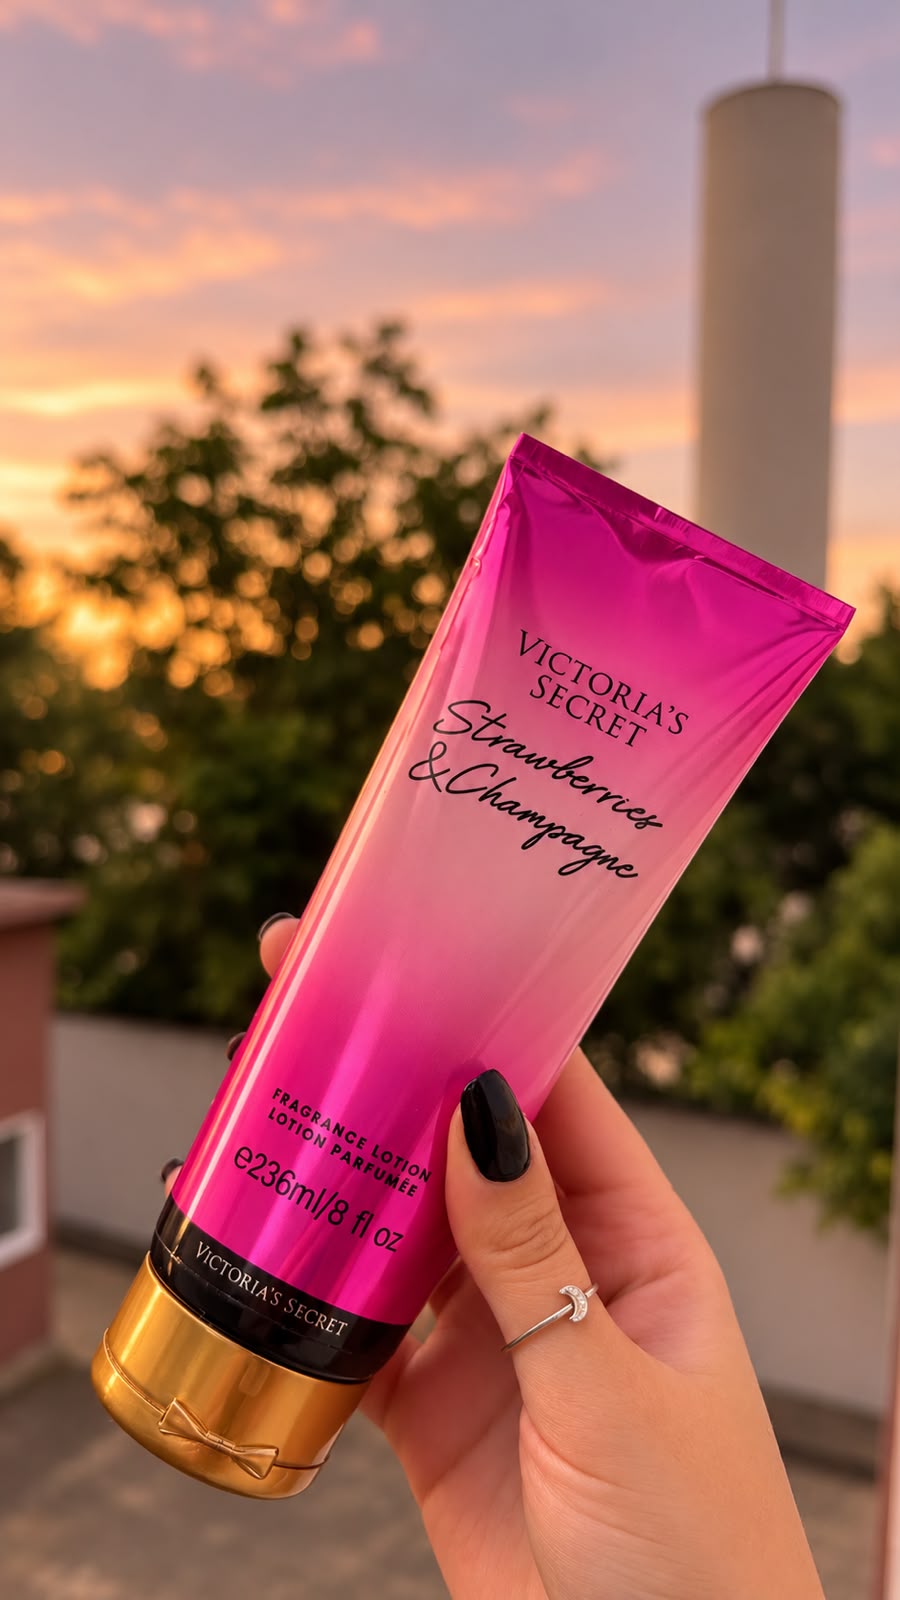 VICTORIA'S
SECRET
Strawberries
&Champagne
FRAGRANCE LOTION
LOTION PARFUMÉE
e236ml/8 fl oz
VICTORIA'S SECRET